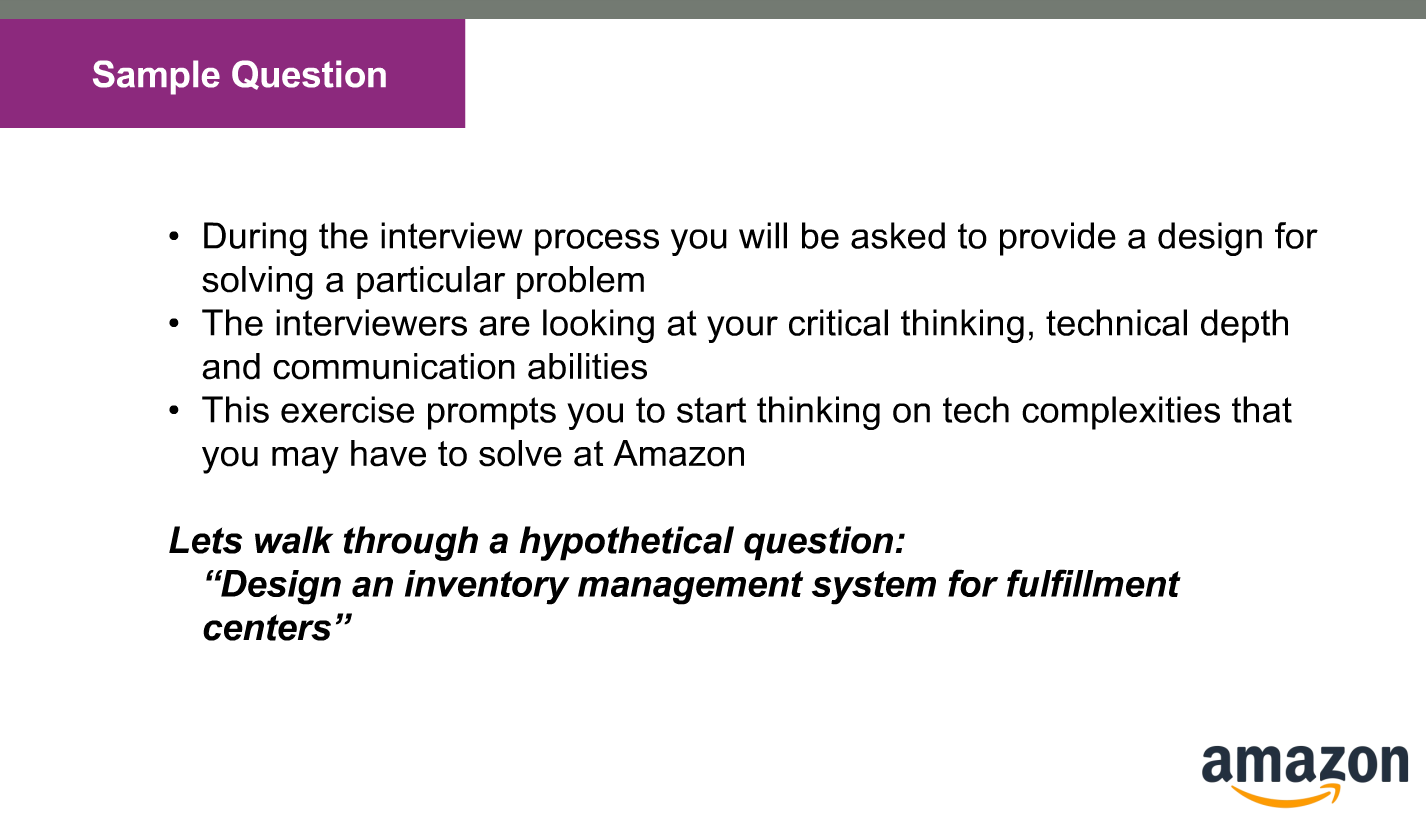 Sample Question
• During the interview process you will be asked to provide a design for
solving a particular problem
• The interviewers are looking at your critical thinking, technical depth
and communication abilities
• This exercise prompts you to start thinking on tech complexities that
you may have to solve at Amazon
Lets walk through a hypothetical question:
“Design an inventory management system for fulfillment
centers”
amazon